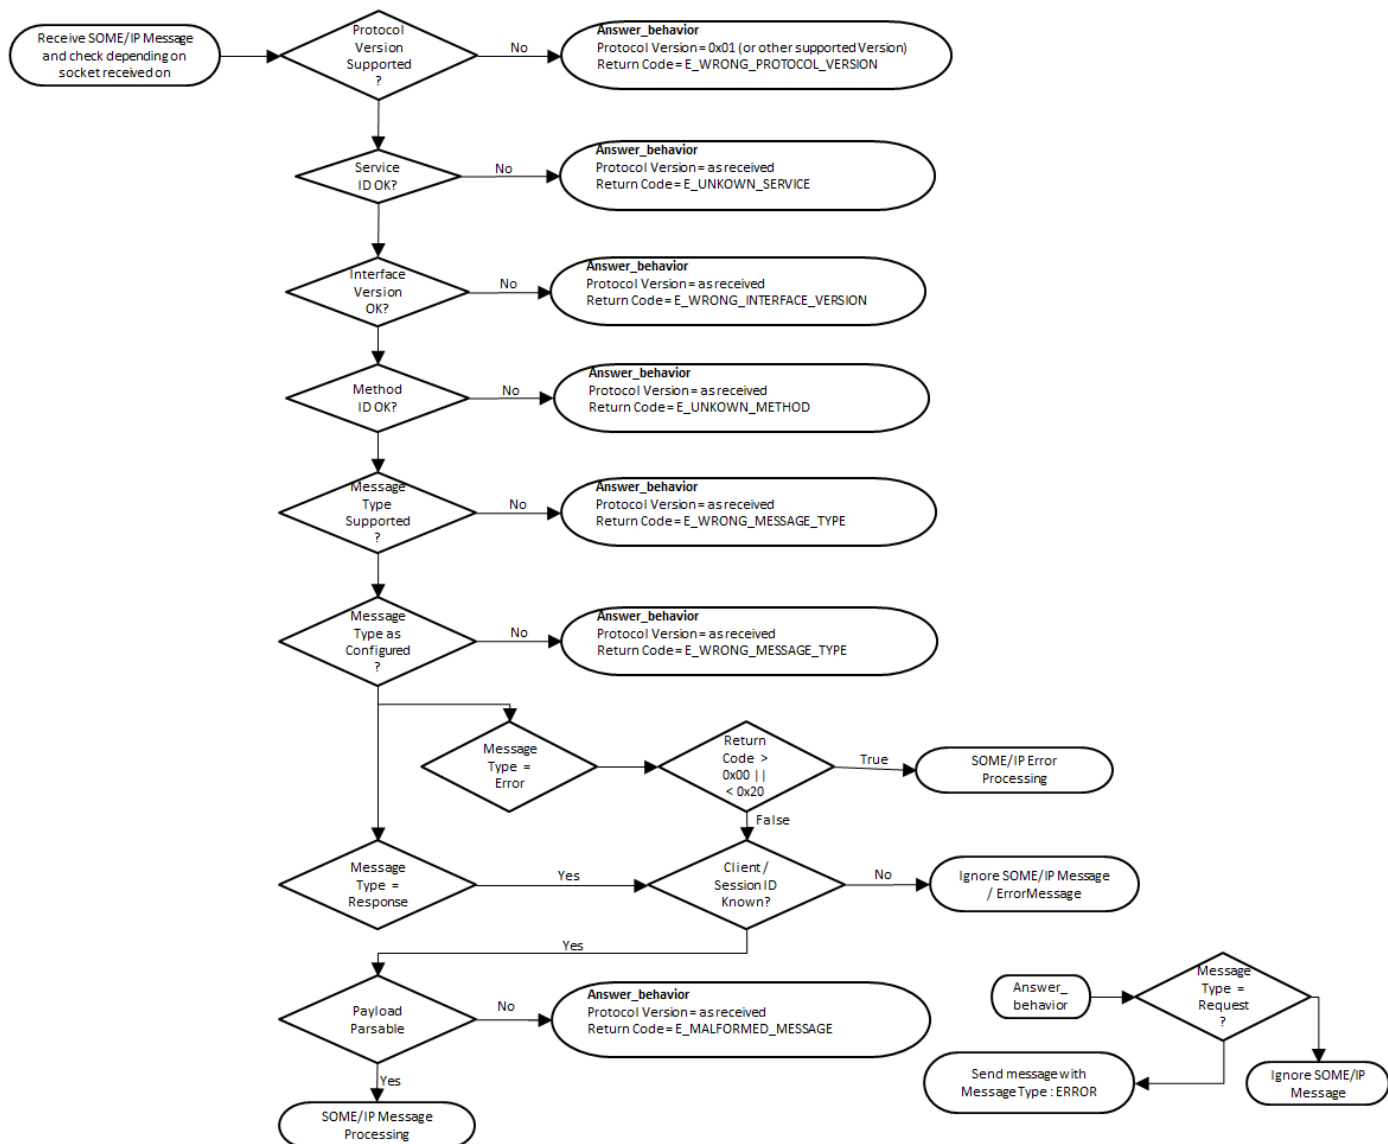 Receive SOME/IP Message
and check depending on
socket received on
Protocol
Version
Supported
?
No
Answer_behavior
Protocol Version = 0x01 (or other supported Version)
Return Code = E_WRONG_PROTOCOL_VERSION
Service
ID OK?
No
Answer_behavior
Protocol Version = as received
Return Code = E_UNKOWN_SERVICE
Interface
Version
OK?
No
Answer_behavior
Protocol Version = as received
Return Code = E_WRONG_INTERFACE_VERSION
Method
ID OK?
No
Answer_behavior
Protocol Version = as received
Return Code = E_UNKOWN_METHOD
Message
Type
Supported
?
No
Answer_behavior
Protocol Version = as received
Return Code = E_WRONG_MESSAGE_TYPE
Message
Type as
Configured
?
No
Answer_behavior
Protocol Version = as received
Return Code = E_WRONG_MESSAGE_TYPE
Message
Type =
Error
Return
Code >
0x00 ||
< 0x20
True
SOME/IP Error
Processing
False
Message
Type =
Response
Yes
Client /
Session ID
Known?
No
Ignore SOME/IP Message
/ ErrorMessage
Yes
Payload
Parsable
No
Answer_behavior
Protocol Version = as received
Return Code = E_MALFORMED_MESSAGE
Yes
SOME/IP Message
Processing
Answer_
behavior
Message
Type =
Request
?
Send message with
MessageType : ERROR
Ignore SOME/IP
Message